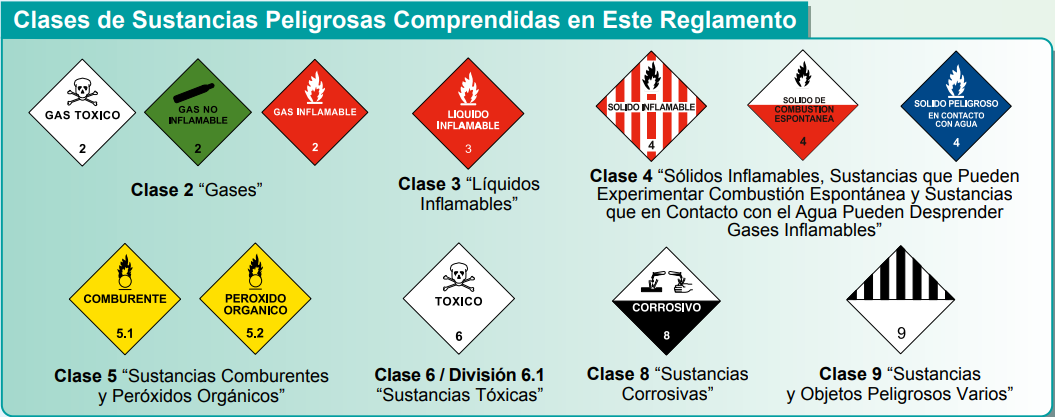 Clases de Sustancias Peligrosas Comprendidas en Este Reglamento
GAS TOXICO
2
GAS NO
INFLAMABLE
2
GAS INFLAMABLE
2
Clase 2 “Gases”
LIQUIDO
INFLAMABLE
3
Clase 3 “Líquidos
Inflamables”
SOLIDO INFLAMABLE
4
SOLIDO DE
COMBUSTION
ESPONTANEA
4
SOLIDO PELIGROSO
EN CONTACTO
CON AGUA
4
Clase 4 “Sólidos Inflamables, Sustancias que Pueden
Experimentar Combustión Espontánea y Sustancias
que en Contacto con el Agua Pueden Desprender
Gases Inflamables”
COMBURENTE
5.1
PEROXIDO
ORGANICO
5.2
Clase 5 “Sustancias Comburentes
y Peróxidos Orgánicos”
TOXICO
6
Clase 6 / División 6.1
“Sustancias Tóxicas”
CORROSIVO
8
Clase 8 “Sustancias
Corrosivas”
9
Clase 9 “Sustancias
y Objetos Peligrosos Varios”